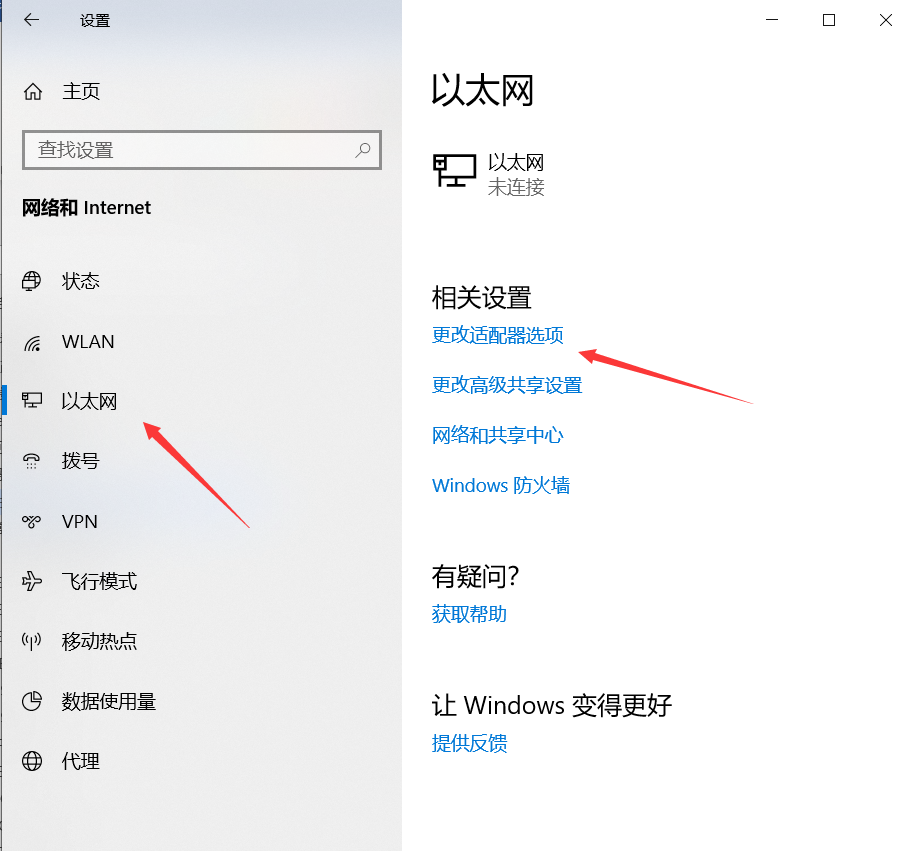 设置
主页
查找设置
网络和 Internet
状态
WLAN
以太网
拨号
VPN
飞行模式
移动热点
数据使用量
代理
以太网
以太网
未连接
相关设置
更改适配器选项
更改高级共享设置
网络和共享中心
Windows 防火墙
有疑问?
获取帮助
让 Windows 变得更好
提供反馈